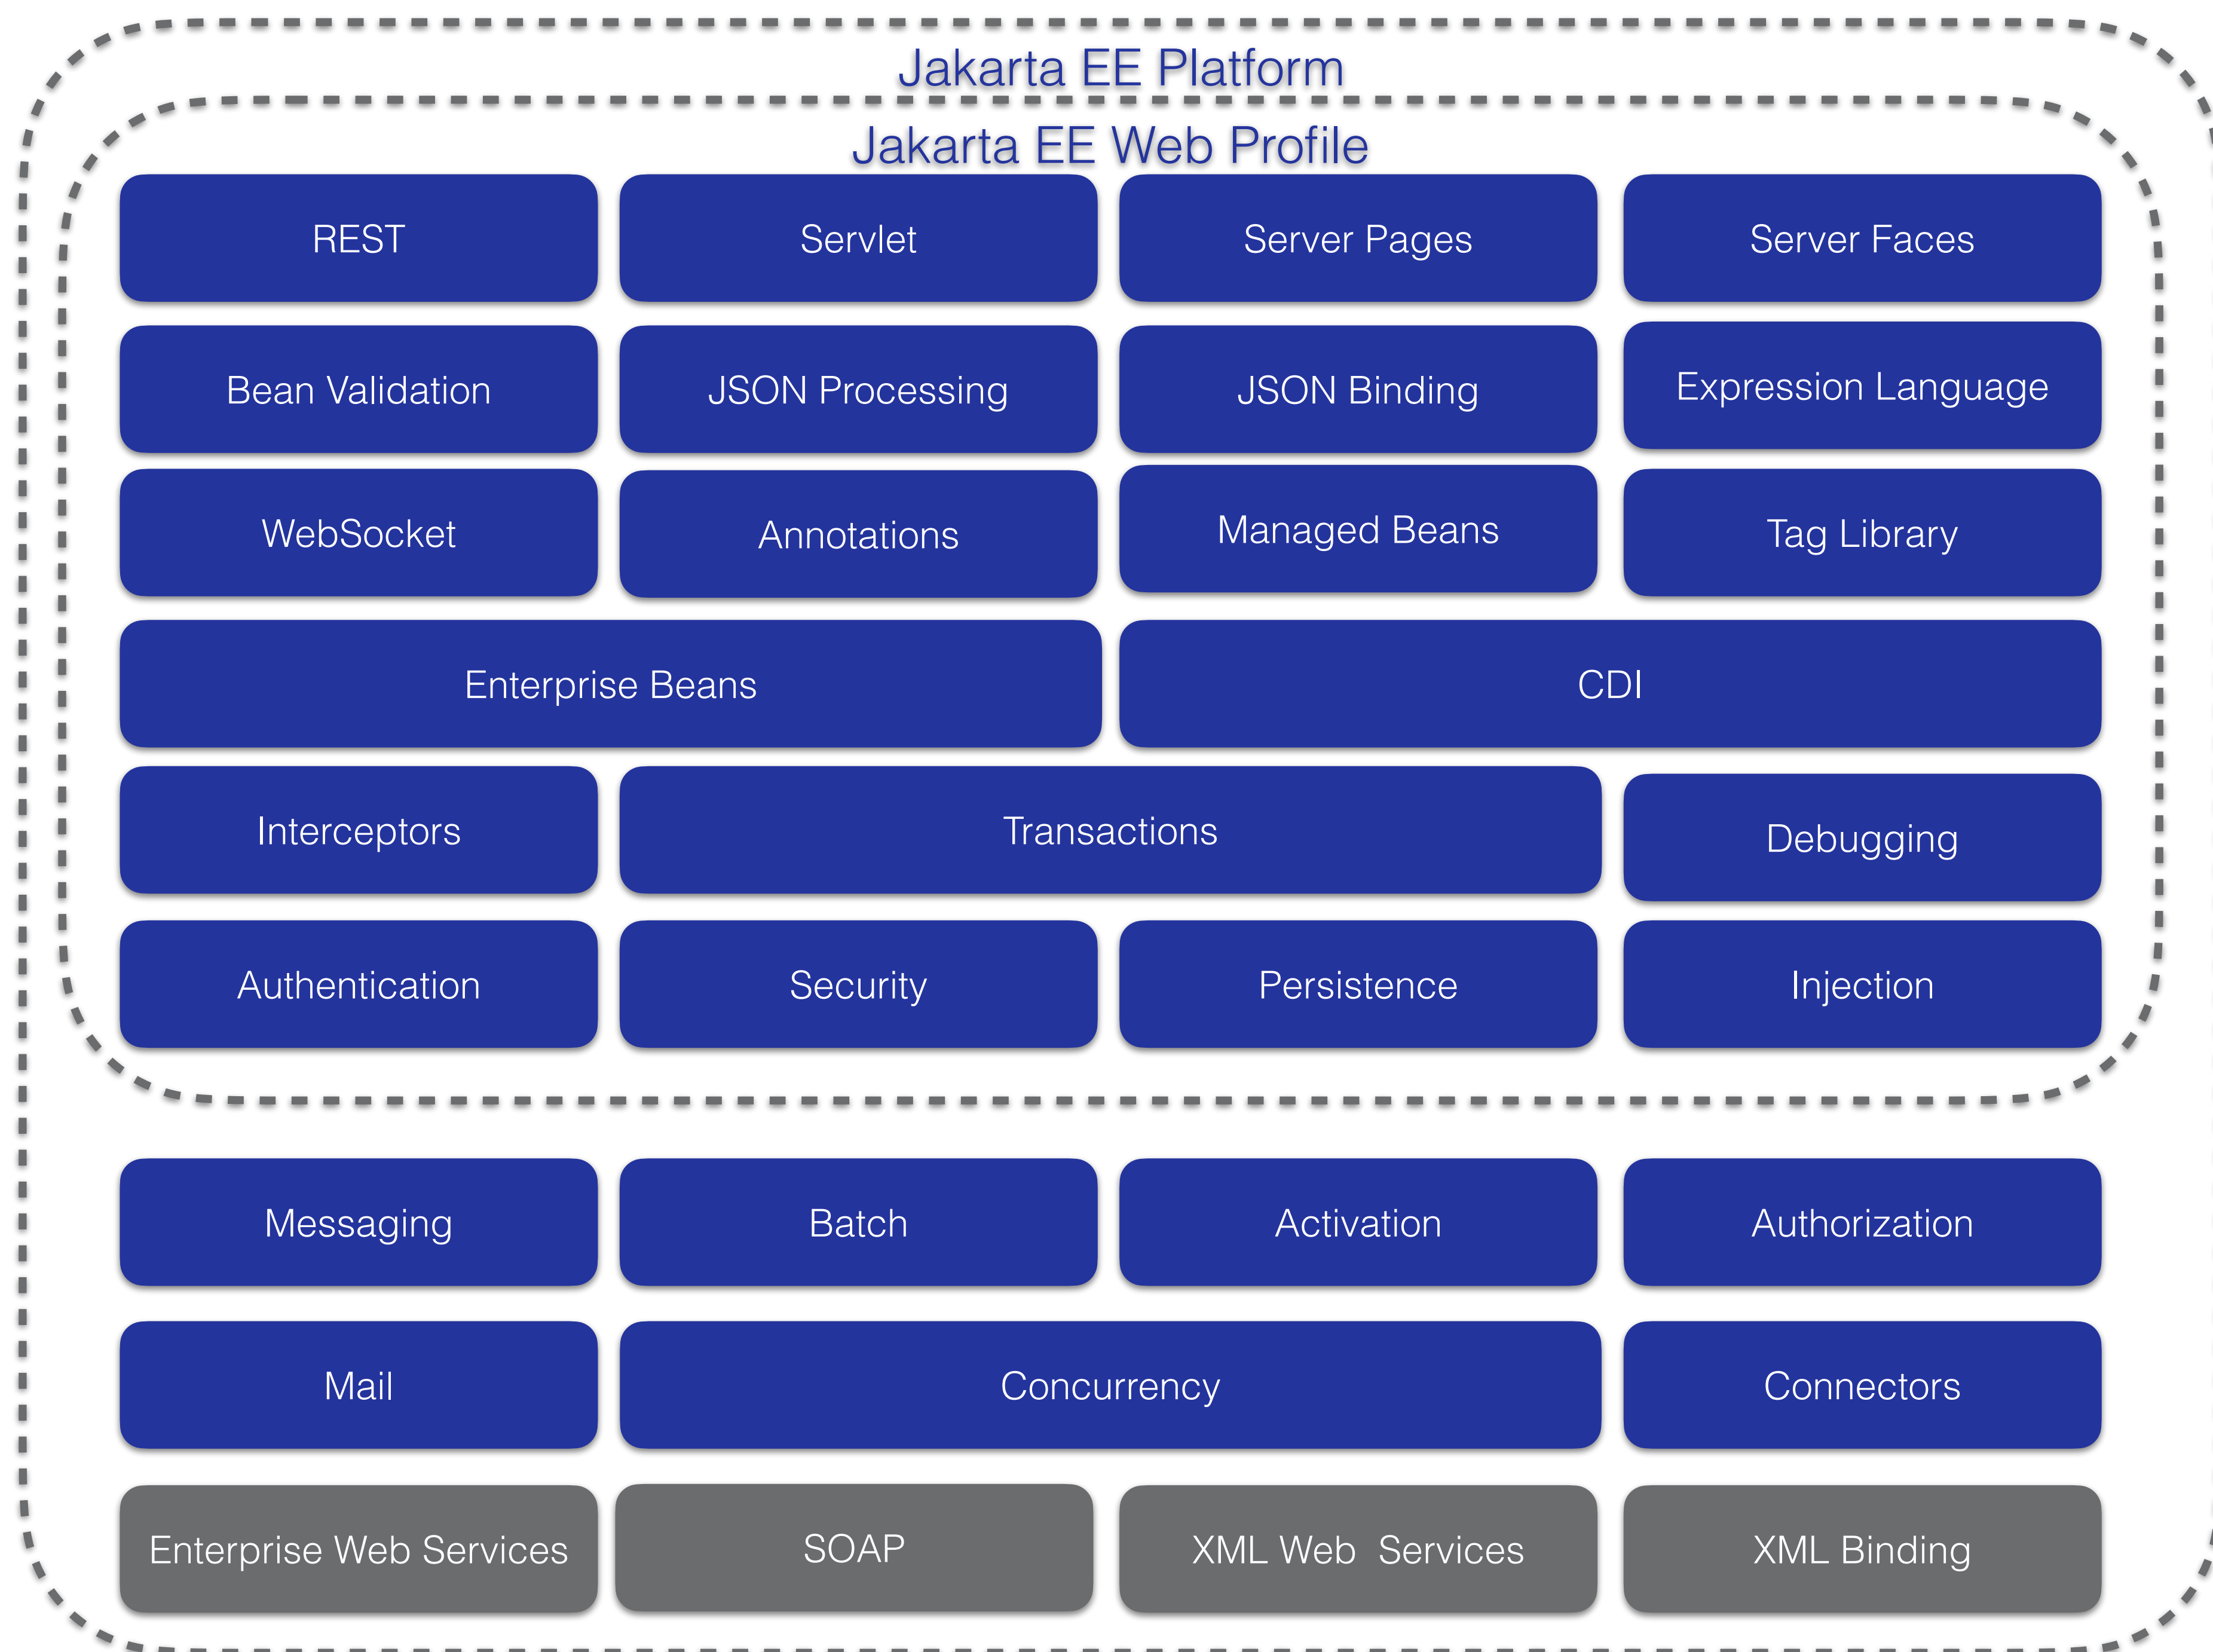 Jakarta EE Platform
Jakarta EE Web Profile
REST
Servlet
Server Pages
Server Faces
Bean Validation
JSON Processing
JSON Binding
Expression Language
WebSocket
Annotations
Managed Beans
Tag Library
Enterprise Beans
CDI
Interceptors
Transactions
Debugging
Authentication
Security
Persistence
Injection
Messaging
Batch
Activation
Authorization
Mail
Concurrency
Connectors
Enterprise Web Services
SOAP
XML Web  Services
XML Binding